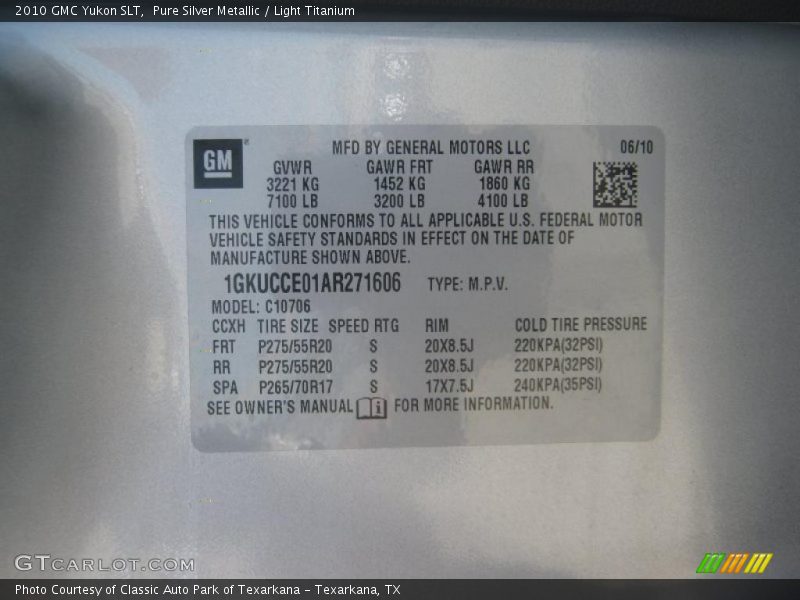 2010 GMC Yukon SLT,  Pure Silver Metallic / Light Titanium
GM ®
MFD BY GENERAL MOTORS LLC 06/10
GVWR GAWR FRT GAWR RR
3221 KG 1452 KG 1860 KG
7100 LB 3200 LB 4100 LB
THIS VEHICLE CONFORMS TO ALL APPLICABLE U.S. FEDERAL MOTOR
VEHICLE SAFETY STANDARDS IN EFFECT ON THE DATE OF
MANUFACTURE SHOWN ABOVE.
1GKUCCE01AR271606 TYPE: M.P.V.
MODEL: C10706
CCXH TIRE SIZE SPEED RTG RIM COLD TIRE PRESSURE
FRT P275/55R20 S 20X8.5J 220KPA(32PSI)
RR P275/55R20 S 20X8.5J 220KPA(32PSI)
SPA P265/70R17 S 17X7.5J 240KPA(35PSI)
SEE OWNER'S MANUAL i FOR MORE INFORMATION.
GTCARLOT.COM
Photo Courtesy of Classic Auto Park of Texarkana – Texarkana, TX